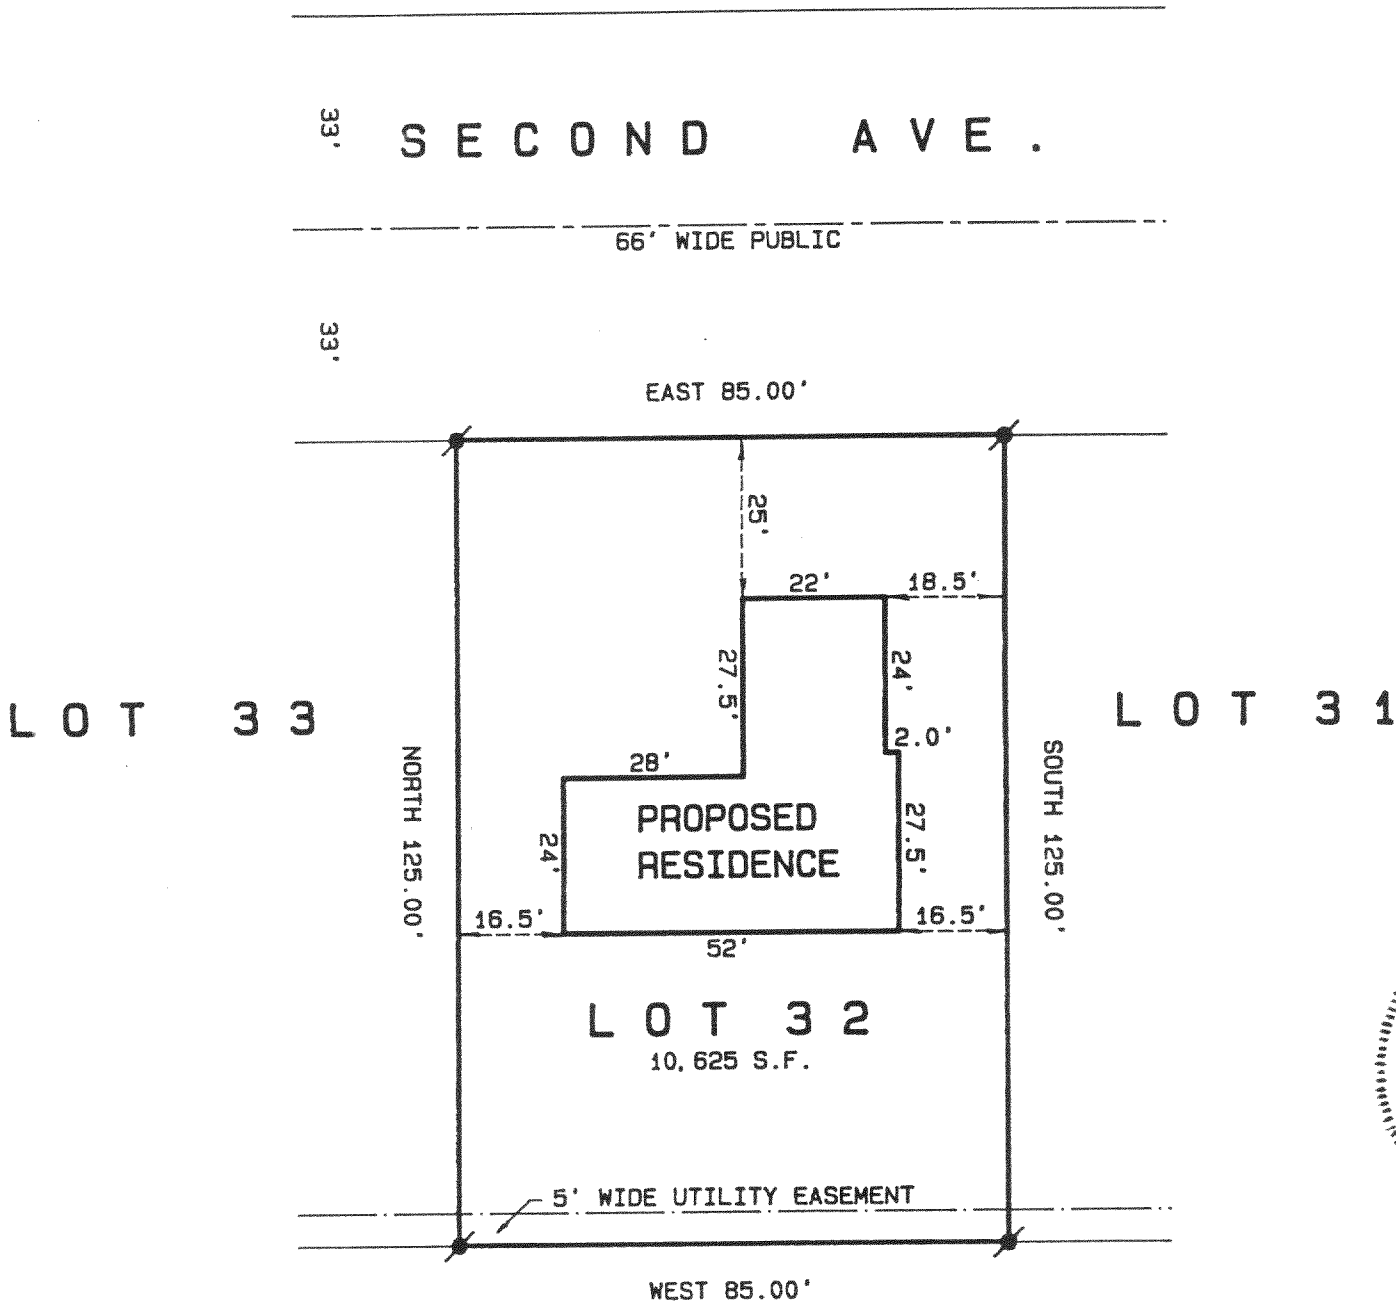 33'
SECOND AVE.
66' WIDE PUBLIC
33'
EAST 85.00'
25'
22'
18.5'
27.5'
24'
LOT 33
LOT 31
2.0'
28'
NORTH 125.00'
SOUTH 125.00'
PROPOSED
RESIDENCE
24'
27.5'
16.5'
16.5'
52'
LOT 32
10,625 S.F.
5' WIDE UTILITY EASEMENT
WEST 85.00'